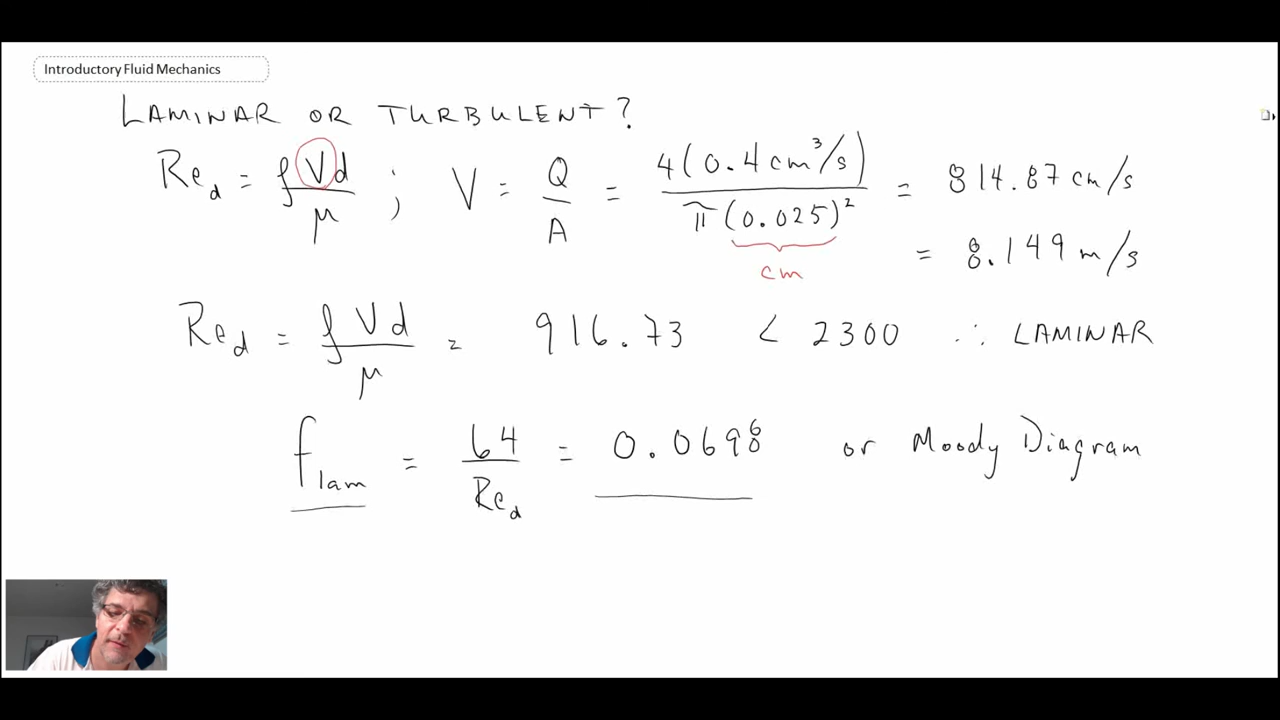 Introductory Fluid Mechanics
LAMINAR OR TURBULENT?
Re_d = ρVd/μ ; V = Q/A = 4(0.4 cm³/s)/π(0.025)² = 814.87 cm/s
cm
= 8.149 m/s
Re_d = ρVd/μ = 916.73 < 2300 ∴ LAMINAR
f_lam = 64/Re_d = 0.0698 or Moody Diagram